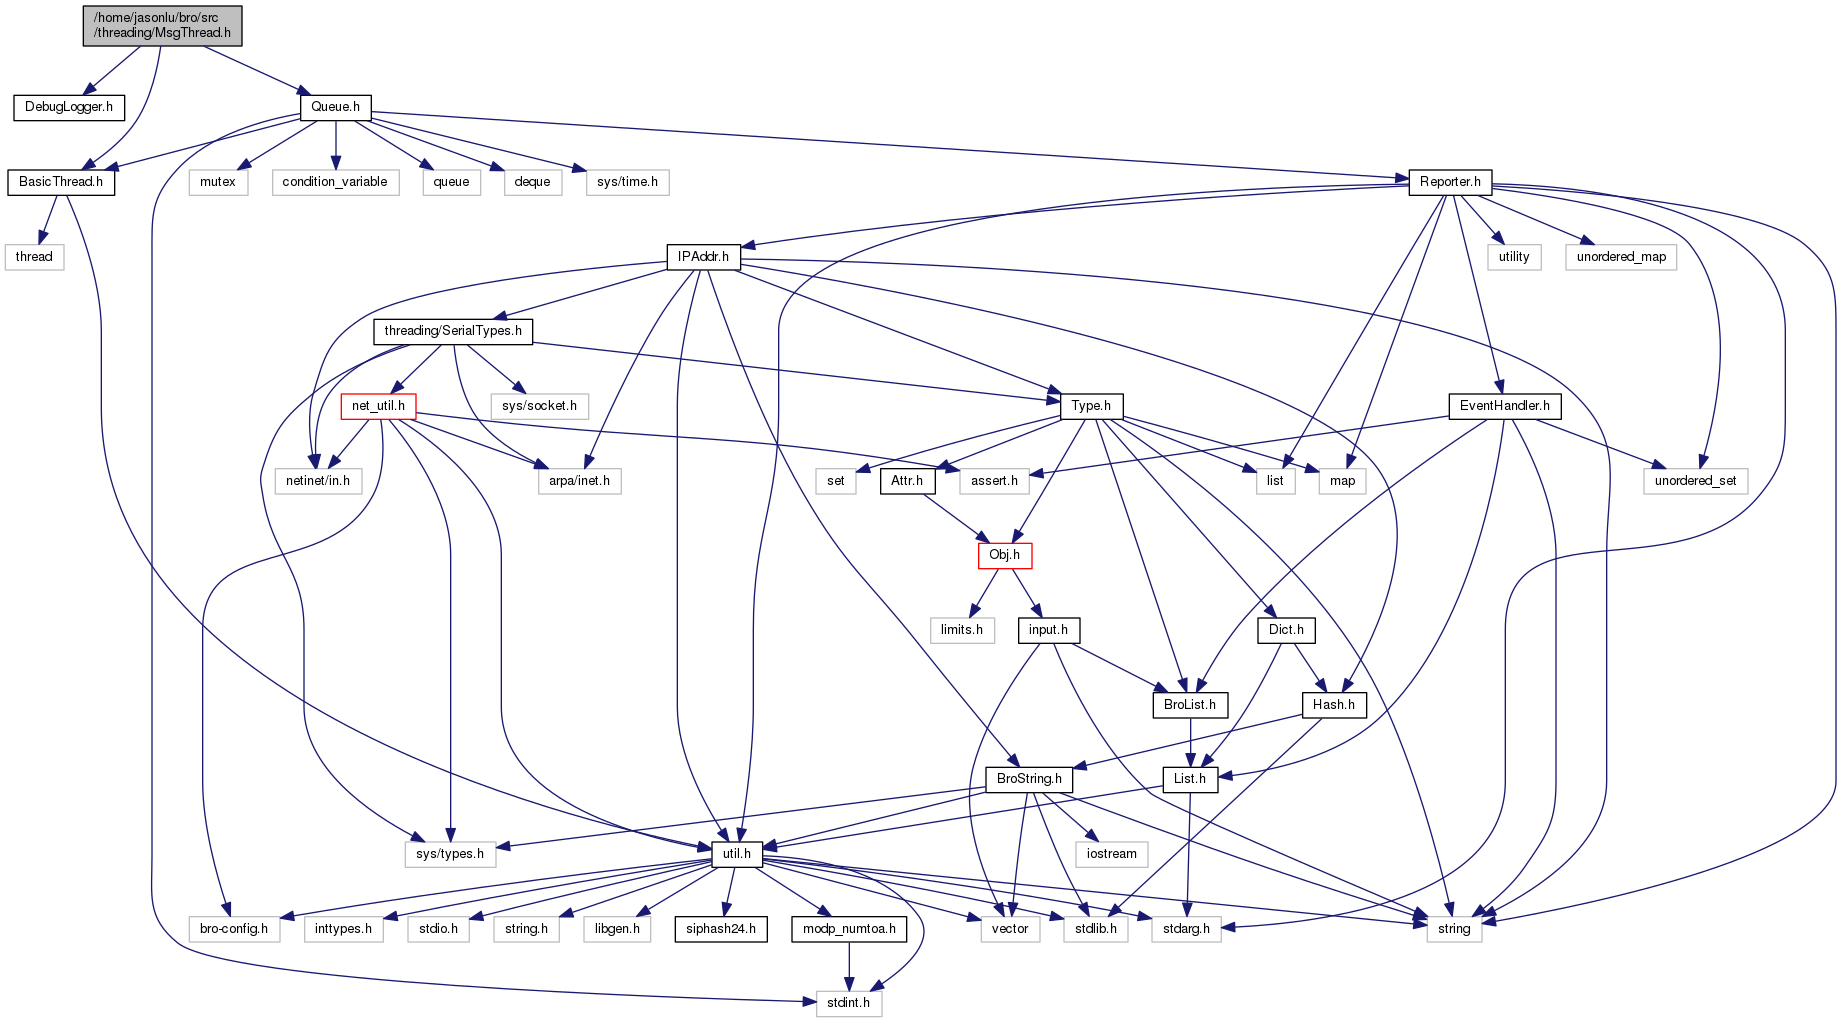 /home/jasonlu/bro/src
/threading/MsgThread.h
DebugLogger.h
Queue.h
BasicThread.h
mutex
condition_variable
queue
deque
sys/time.h
Reporter.h
thread
IPAddr.h
utility
unordered_map
threading/SerialTypes.h
net_util.h
sys/socket.h
Type.h
EventHandler.h
netinet/in.h
arpa/inet.h
set
Attr.h
assert.h
list
map
unordered_set
Obj.h
limits.h
input.h
Dict.h
BroList.h
Hash.h
BroString.h
List.h
sys/types.h
util.h
iostream
bro-config.h
inttypes.h
stdio.h
string.h
libgen.h
siphash24.h
modp_numtoa.h
vector
stdlib.h
stdarg.h
string
stdint.h